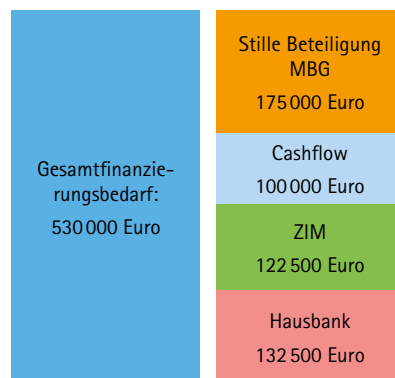 Gesamtfinanzie-
rungsbedarf:
530 000 Euro
Stille Beteiligung
MBG
175 000 Euro
Cashflow
100 000 Euro
ZIM
122 500 Euro
Hausbank
132 500 Euro